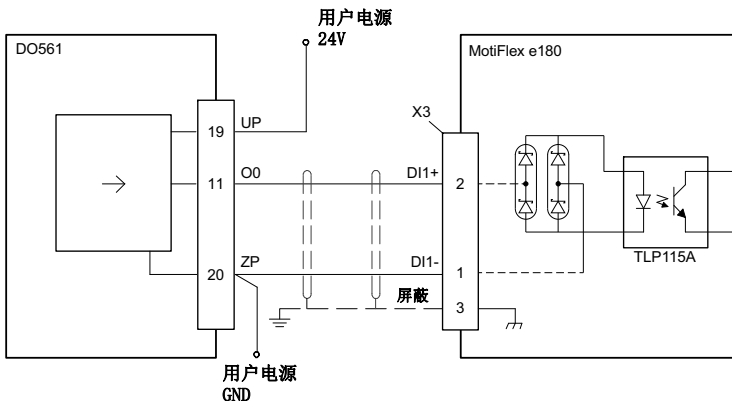 用户电源
24V
DO561
MotiFlex e180
X3
19
UP
11
O0
DI1+
2
20
ZP
DI1-
1
屏蔽
3
TLP115A
用户电源
GND